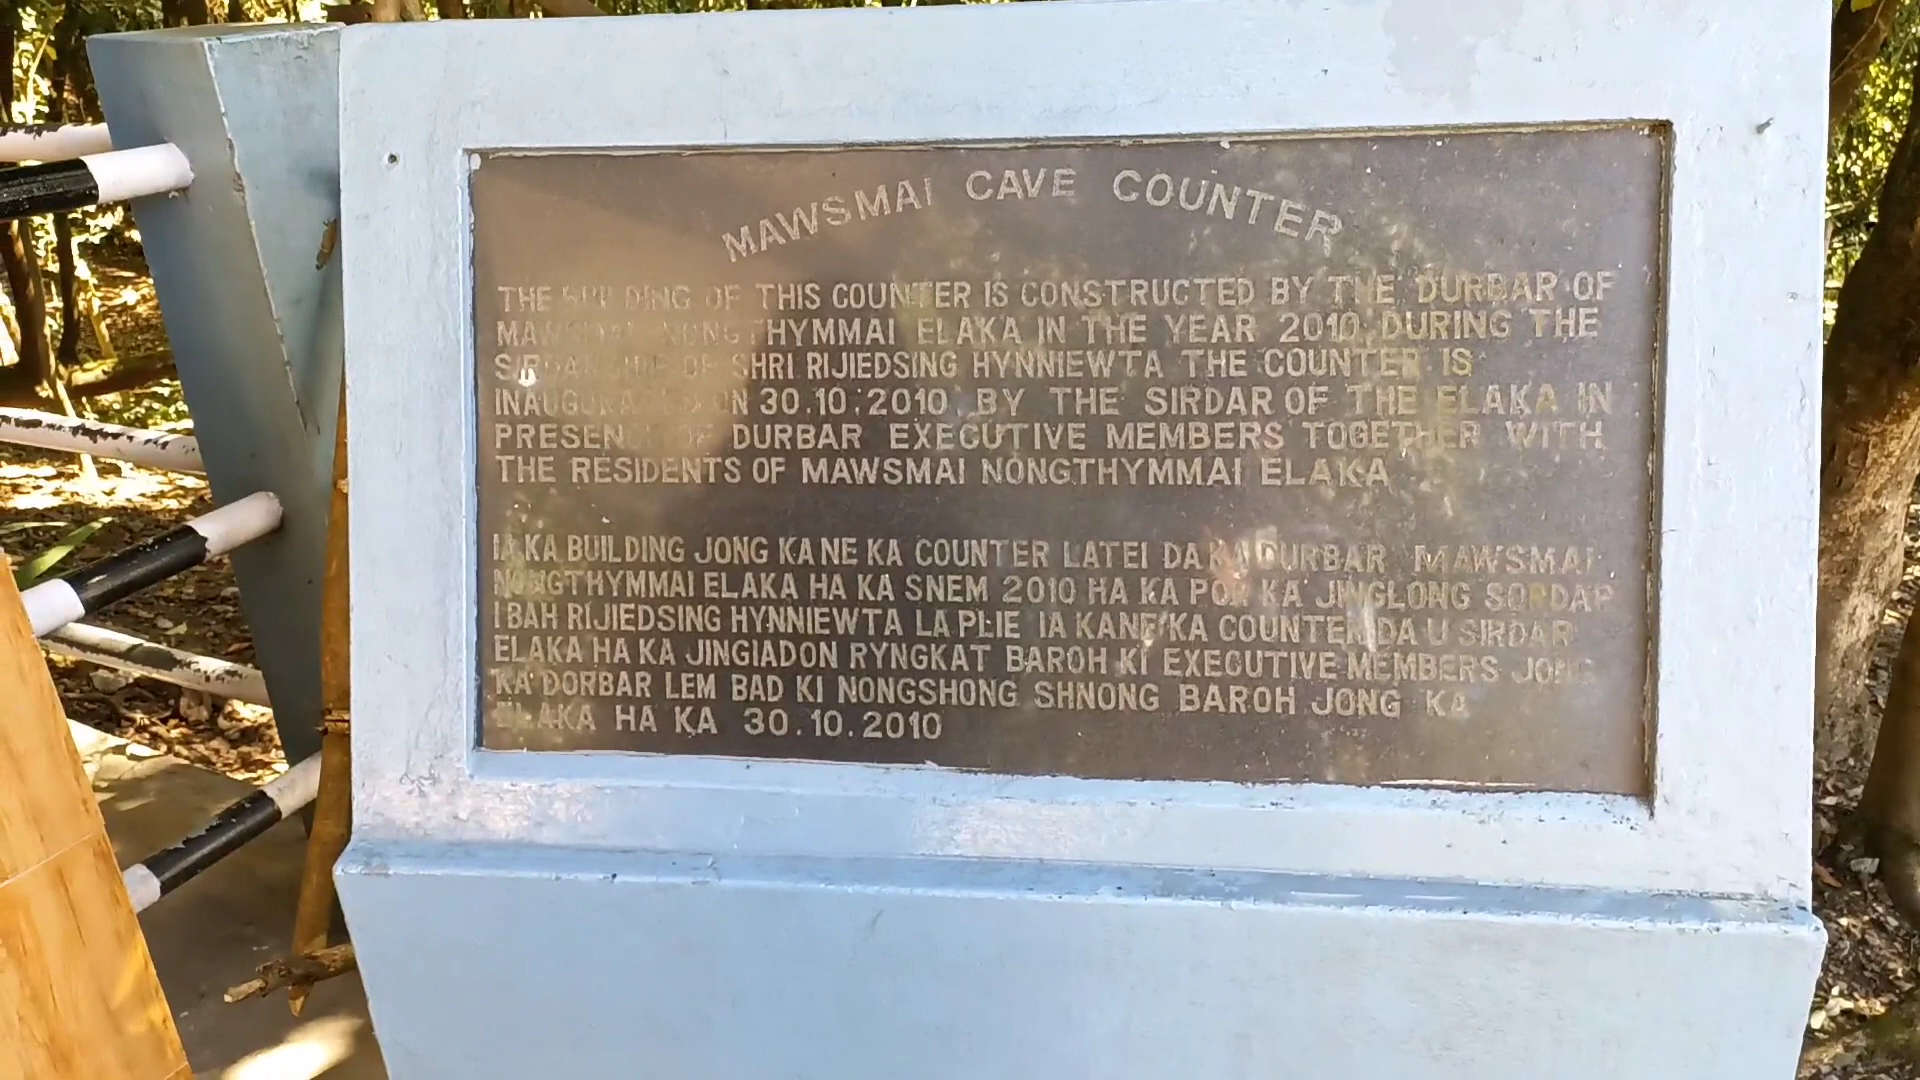 MAWSMAI CAVE COUNTER
THE BUILDING OF THIS COUNTER IS CONSTRUCTED BY THE DURBAR OF
MAWSMAI NONGTHYMMAI ELAKA IN THE YEAR 2010 DURING THE
SIRDARSHIP OF SHRI RIJIEDSING HYNNIEWTA THE COUNTER IS
INAUGURATED ON 30.10.2010 BY THE SIRDAR OF THE ELAKA IN
PRESENCE OF DURBAR EXECUTIVE MEMBERS TOGETHER WITH
THE RESIDENTS OF MAWSMAI NONGTHYMMAI ELAKA
IA KA BUILDING JONG KANE KA COUNTER LATEI DA KA DURBAR MAWSMAI
NONGTHYMMAI ELAKA HA KA SNEM 2010 HA KA POR KA JINGLONG SORDAR
I BAH RIJIEDSING HYNNIEWTA LA PLIE IA KANE KA COUNTER DA U SIRDAR
ELAKA HA KA JINGIADON RYNGKAT BAROH KI EXECUTIVE MEMBERS JONG
KA DORBAR LEM BAD KI NONGSHONG SHNONG BAROH JONG KA
ELAKA HA KA 30.10.2010